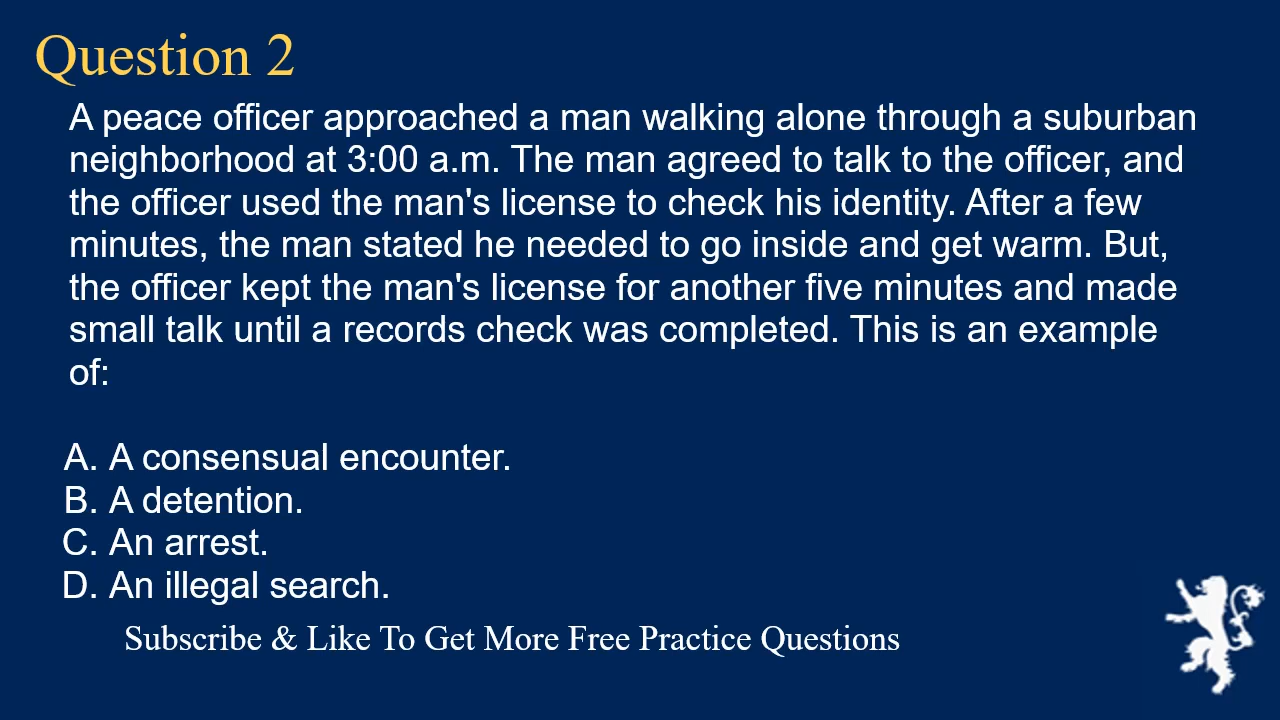 Question 2
A peace officer approached a man walking alone through a suburban
neighborhood at 3:00 a.m. The man agreed to talk to the officer, and
the officer used the man's license to check his identity. After a few
minutes, the man stated he needed to go inside and get warm. But,
the officer kept the man's license for another five minutes and made
small talk until a records check was completed. This is an example
of:
A. A consensual encounter.
B. A detention.
C. An arrest.
D. An illegal search.
Subscribe & Like To Get More Free Practice Questions